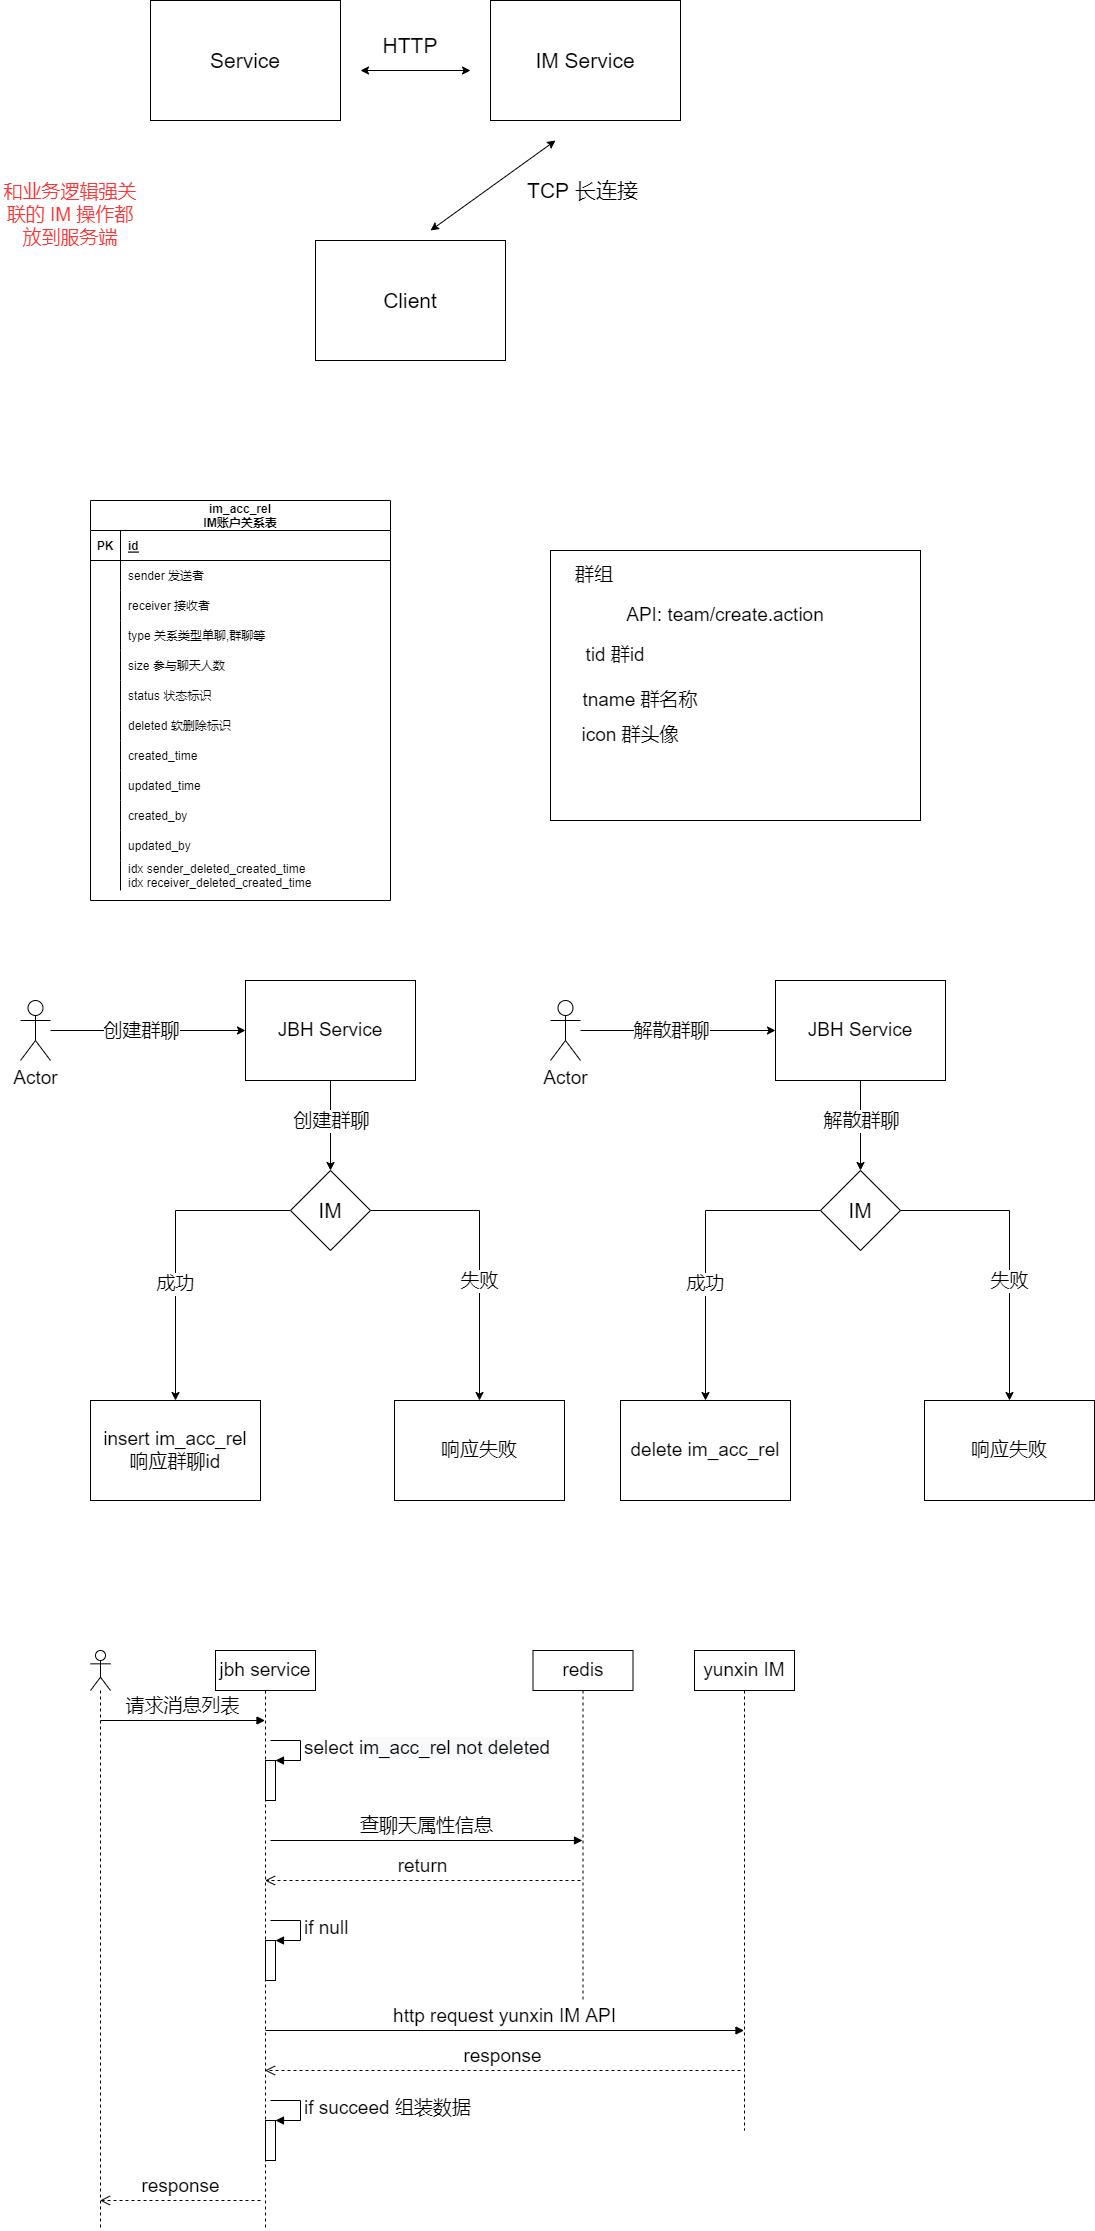 Service
HTTP
IM Service
TCP 长连接
和业务逻辑强关
联的 IM 操作都
放到服务端
Client
im_acc_rel
IM账户关系表
PK
id
sender 发送者
receiver 接收者
type 关系类型单聊,群聊等
size 参与聊天人数
status 状态标识
deleted 软删除标识
created_time
updated_time
created_by
updated_by
idx sender_deleted_created_time
idx receiver_deleted_created_time
群组
API: team/create.action
tid 群id
tname 群名称
icon 群头像
Actor
创建群聊
JBH Service
创建群聊
IM
成功
失败
insert im_acc_rel
响应群聊id
响应失败
Actor
解散群聊
JBH Service
解散群聊
IM
成功
失败
delete im_acc_rel
响应失败
jbh service
redis
yunxin IM
请求消息列表
select im_acc_rel not deleted
查聊天属性信息
return
if null
http request yunxin IM API
response
if succeed 组装数据
response